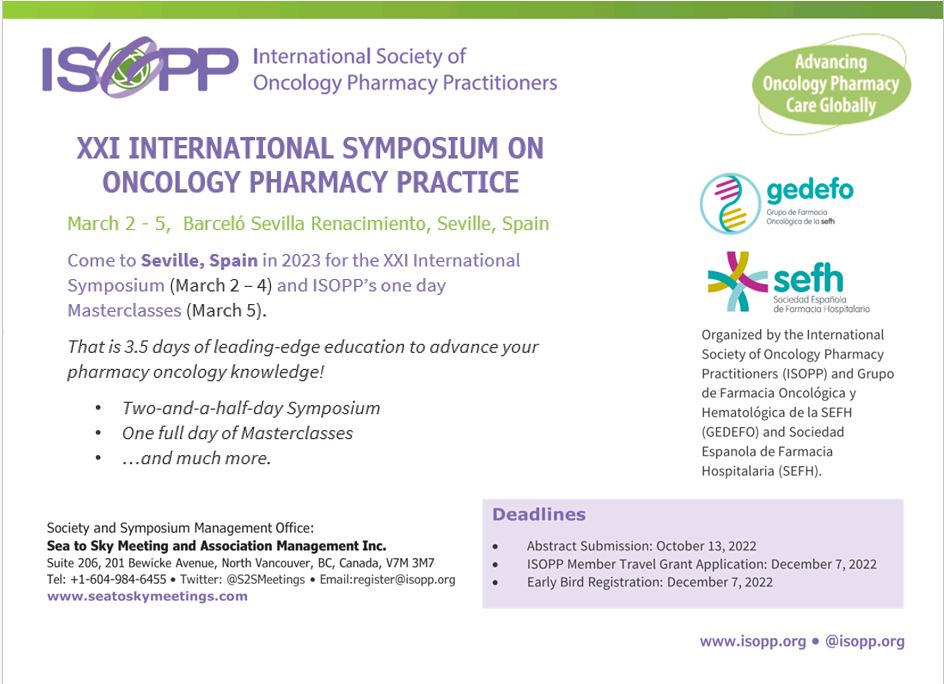 ISOPP International Society of
Oncology Pharmacy Practitioners
Advancing
Oncology Pharmacy
Care Globally
XXI INTERNATIONAL SYMPOSIUM ON
ONCOLOGY PHARMACY PRACTICE
March 2 - 5, Barceló Sevilla Renacimiento, Seville, Spain
Come to Seville, Spain in 2023 for the XXI International
Symposium (March 2 – 4) and ISOPP's one day
Masterclasses (March 5).
That is 3.5 days of leading-edge education to advance your
pharmacy oncology knowledge!
• Two-and-a-half-day Symposium
• One full day of Masterclasses
• …and much more.
gedefo
Grupo de Farmacia
Oncológica de la sefh
sefh
Sociedad Española
de Farmacia Hospitalaria
Organized by the International
Society of Oncology Pharmacy
Practitioners (ISOPP) and Grupo
de Farmacia Oncológica y
Hematológica de la SEFH
(GEDEFO) and Sociedad
Espanola de Farmacia
Hospitalaria (SEFH).
Society and Symposium Management Office:
Sea to Sky Meeting and Association Management Inc.
Suite 206, 201 Bewicke Avenue, North Vancouver, BC, Canada, V7M 3M7
Tel: +1-604-984-6455 • Twitter: @S2SMeetings • Email:register@isopp.org
www.seatoskymeetings.com
Deadlines
• Abstract Submission: October 13, 2022
• ISOPP Member Travel Grant Application: December 7, 2022
• Early Bird Registration: December 7, 2022
www.isopp.org • @isopp.org